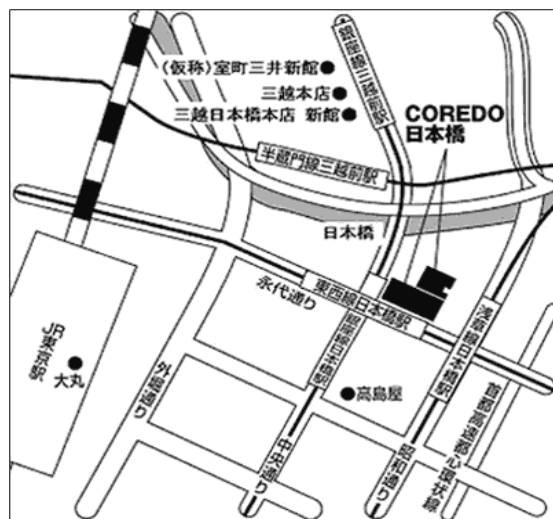 (仮称)室町三井新館
三越本店
三越日本橋本店 新館
銀座線三越前駅
COREDO
日本橋
半蔵門線三越前駅
日本橋
永代通り
東西線日本橋駅
銀座線日本橋駅
浅草線日本橋駅
JR東京駅
大丸
外堀通り
高島屋
中央通り
昭和通り
首都高速都心環状線